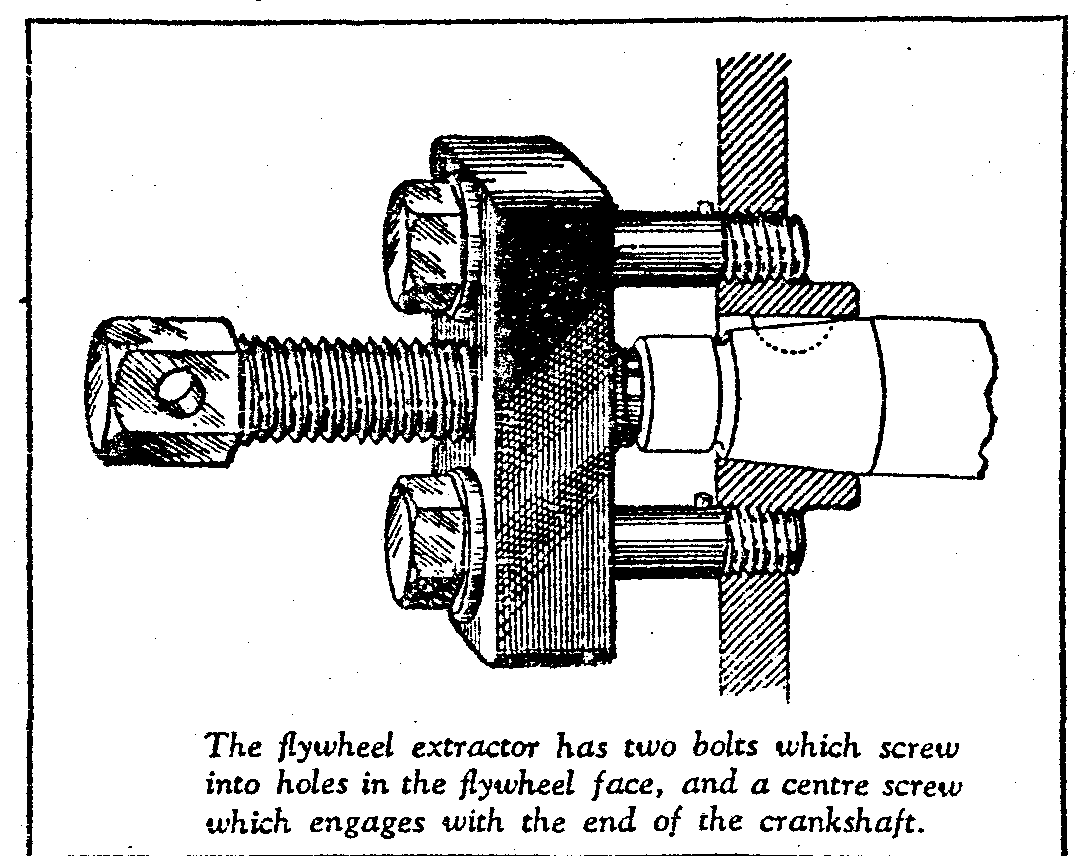 The flywheel extractor has two bolts which screw
into holes in the flywheel face, and a centre screw
which engages with the end of the crankshaft.